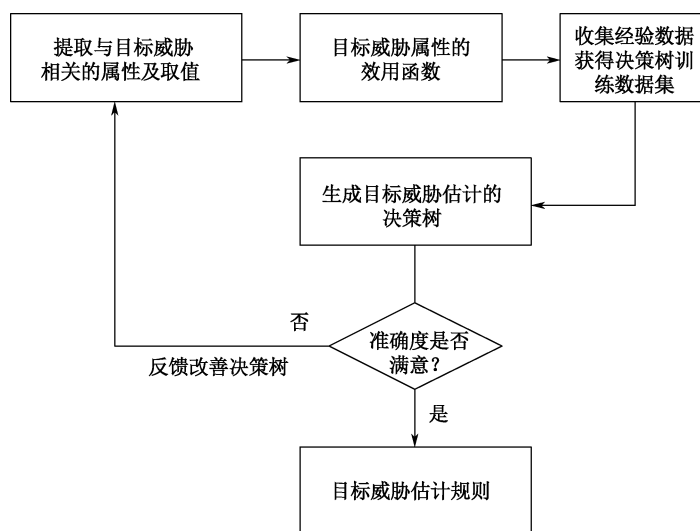 提取与目标威胁
相关的属性及取值
目标威胁属性的
效用函数
收集经验数据
获得决策树训
练数据集
生成目标威胁估计的
决策树
准确度是否
满意？
否
反馈改善决策树
是
目标威胁估计规则